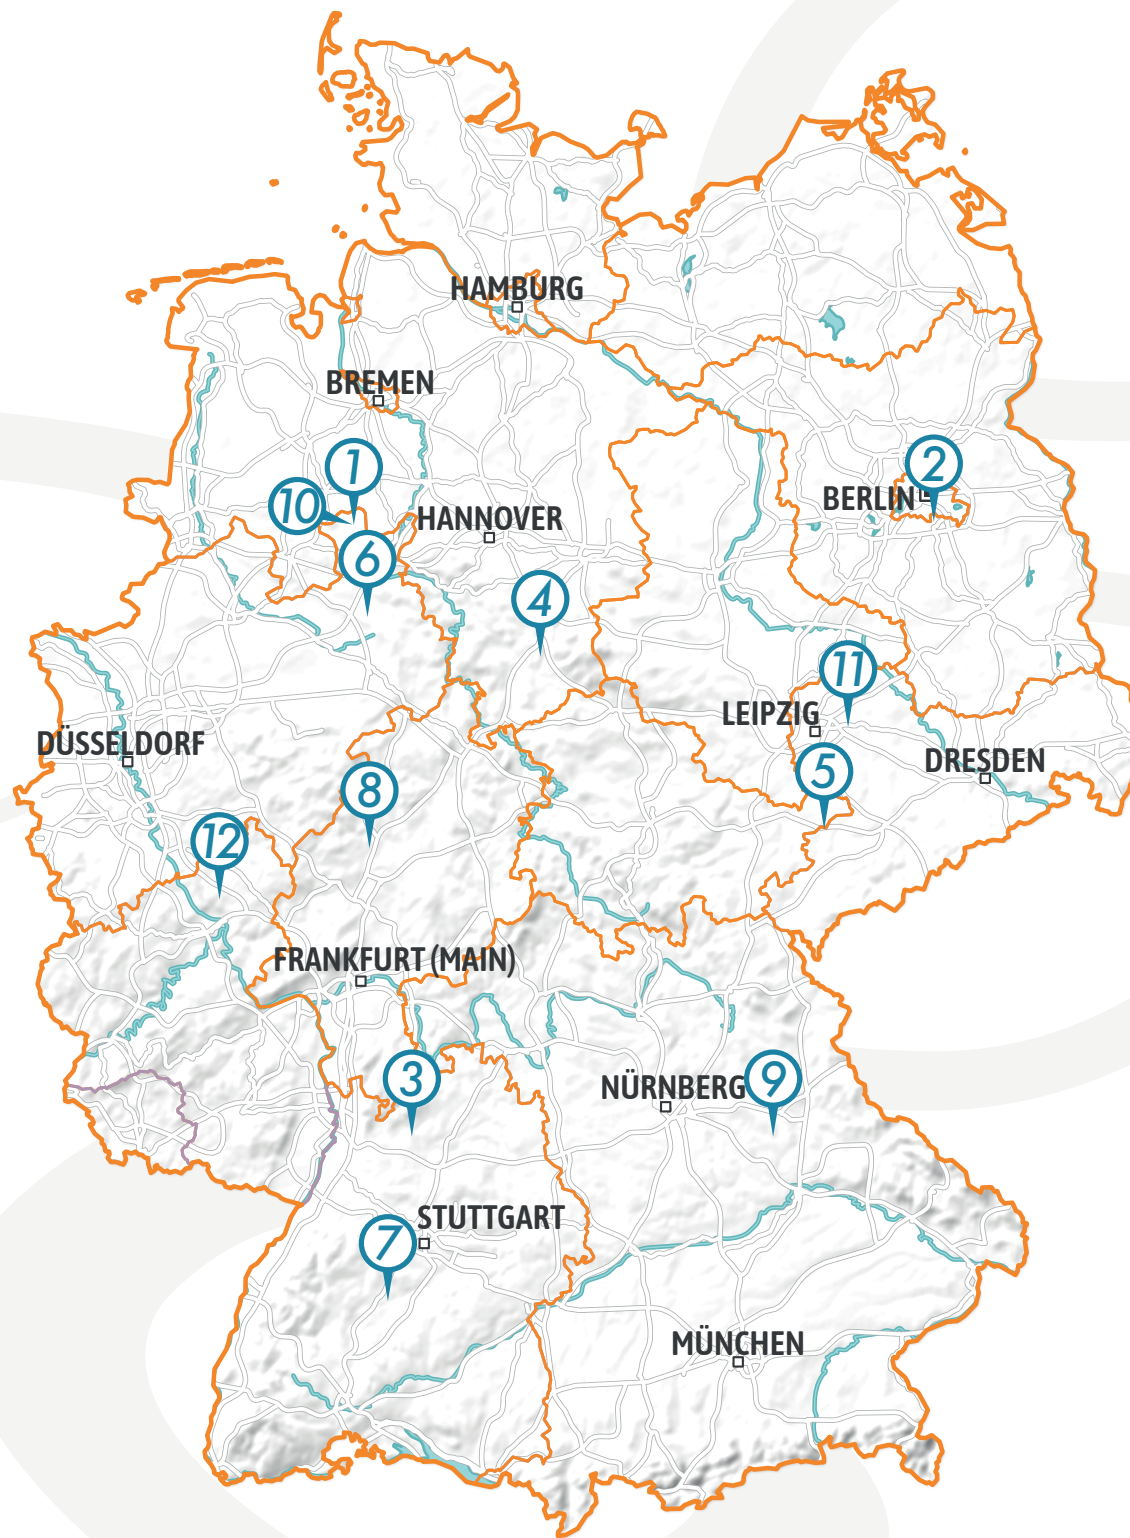 HAMBURG
BREMEN
1
2
BERLIN
10
HANNOVER
6
4
11
LEIPZIG
DÜSSELDORF
DRESDEN
5
8
12
FRANKFURT (MAIN)
3
NÜRNBERG
9
STUTTGART
7
MÜNCHEN